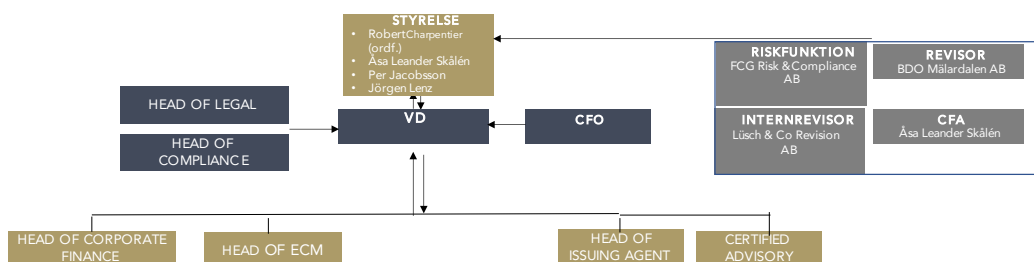 STYRELSE
• Robert Charpentier
(ordf.)
• Åsa Leander Skålén
• Per Jacobsson
• Jörgen Lenz
RISKFUNKTION
FCG Risk & Compliance
AB
REVISOR
BDO Mälardalen AB
HEAD OF LEGAL
HEAD OF
COMPLIANCE
VD
CFO
INTERNREVISOR
Lüsch & Co Revision
AB
CFA
Åsa Leander Skålén
HEAD OF CORPORATE
FINANCE
HEAD OF ECM
HEAD OF
ISSUING AGENT
CERTIFIED
ADVISORY